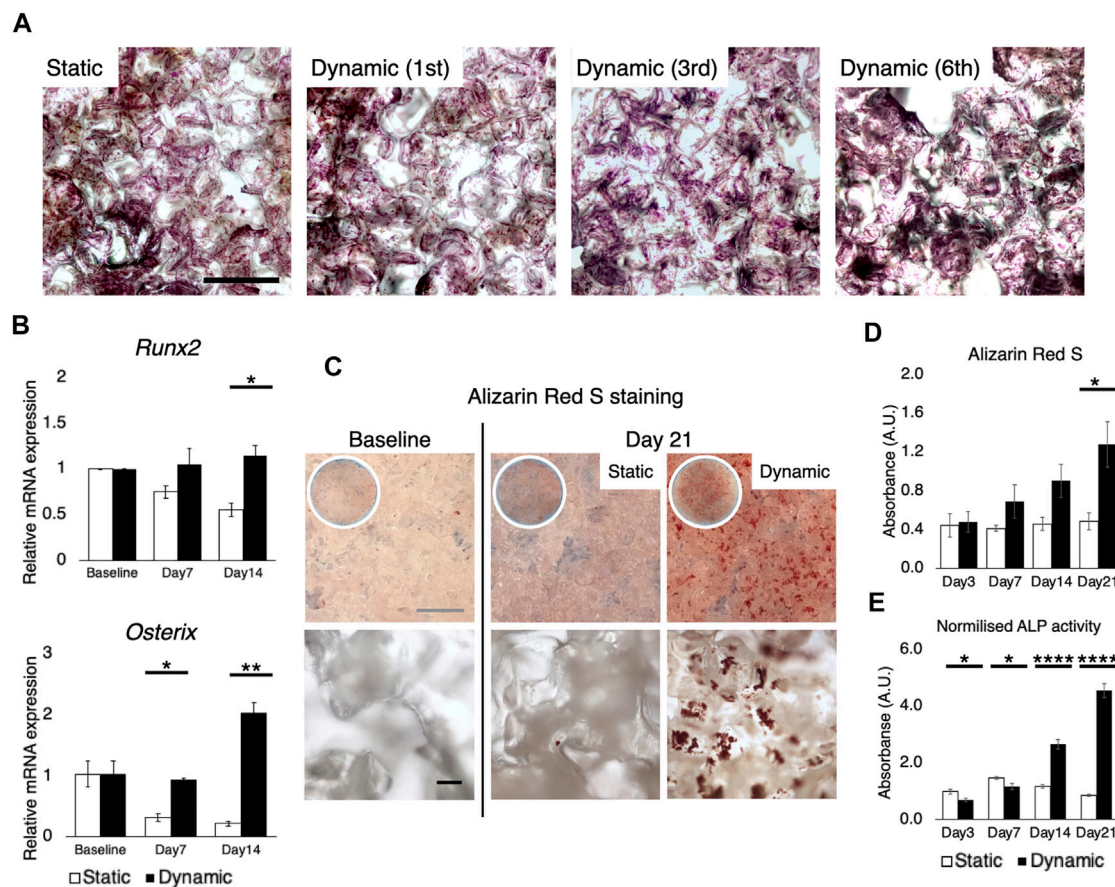 A
Static
Dynamic (1st)
Dynamic (3rd)
Dynamic (6th)
B
Runx2
Relative mRNA expression
2
1.5
1
0.5
0
*
Baseline
Day7
Day14
Osterix
Relative mRNA expression
3
2
1
0
*
**
Baseline
Day7
Day14
Static
Dynamic
C
Alizarin Red S staining
Baseline
Day 21
Static
Dynamic
D
Alizarin Red S
Absorbance (A.U.)
2.0
1.6
1.2
0.8
0.4
0.0
*
Day3
Day7
Day14
Day21
E
Normilised ALP activity
Absorbanse (A.U.)
6.0
4.0
2.0
0.0
*
*
****
****
Day3
Day7
Day14
Day21
Static
Dynamic